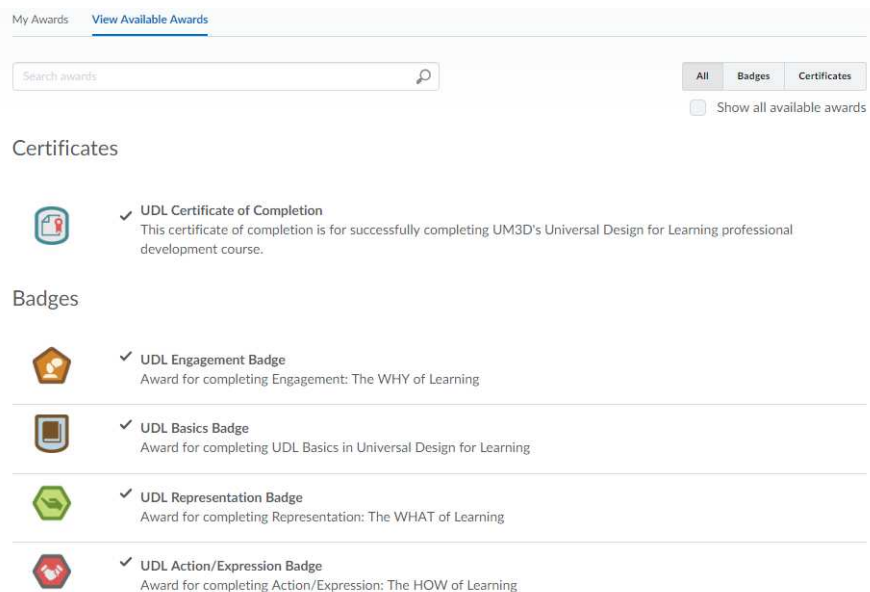 My Awards View Available Awards
Search awards
All Badges Certificates
Show all available awards
Certificates
UDL Certificate of Completion
This certificate of completion is for successfully completing UM3D's Universal Design for Learning professional
development course.
Badges
UDL Engagement Badge
Award for completing Engagement: The WHY of Learning
UDL Basics Badge
Award for completing UDL Basics in Universal Design for Learning
UDL Representation Badge
Award for completing Representation: The WHAT of Learning
UDL Action/Expression Badge
Award for completing Action/Expression: The HOW of Learning